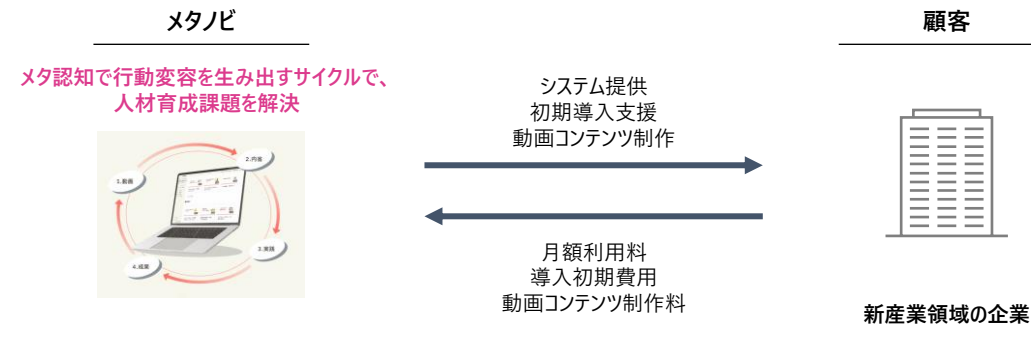 メタノビ
顧客
メタ認知で行動変容を生み出すサイクルで、
人材育成課題を解決
システム提供
初期導入支援
動画コンテンツ制作
1.動画
2.内省
3.実践
4.成果
月額利用料
導入初期費用
動画コンテンツ制作料
新産業領域の企業